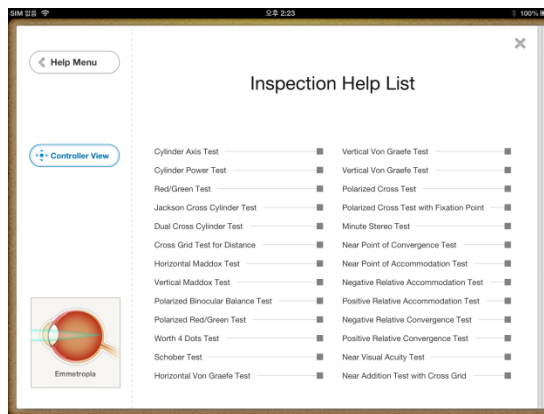 SIM 없음 오후 2:23 100%
Help Menu
Inspection Help List
Controller View
Cylinder Axis Test
Cylinder Power Test
Red/Green Test
Jackson Cross Cylinder Test
Dual Cross Cylinder Test
Cross Grid Test for Distance
Horizontal Maddox Test
Vertical Maddox Test
Polarized Binocular Balance Test
Polarized Red/Green Test
Worth 4 Dots Test
Schober Test
Horizontal Von Graefe Test
Vertical Von Graefe Test
Vertical Von Graefe Test
Polarized Cross Test
Polarized Cross Test with Fixation Point
Minute Stereo Test
Near Point of Convergence Test
Near Point of Accommodation Test
Negative Relative Accommodation Test
Positive Relative Accommodation Test
Negative Relative Convergence Test
Positive Relative Convergence Test
Near Visual Acuity Test
Near Addition Test with Cross Grid
Emmetropia